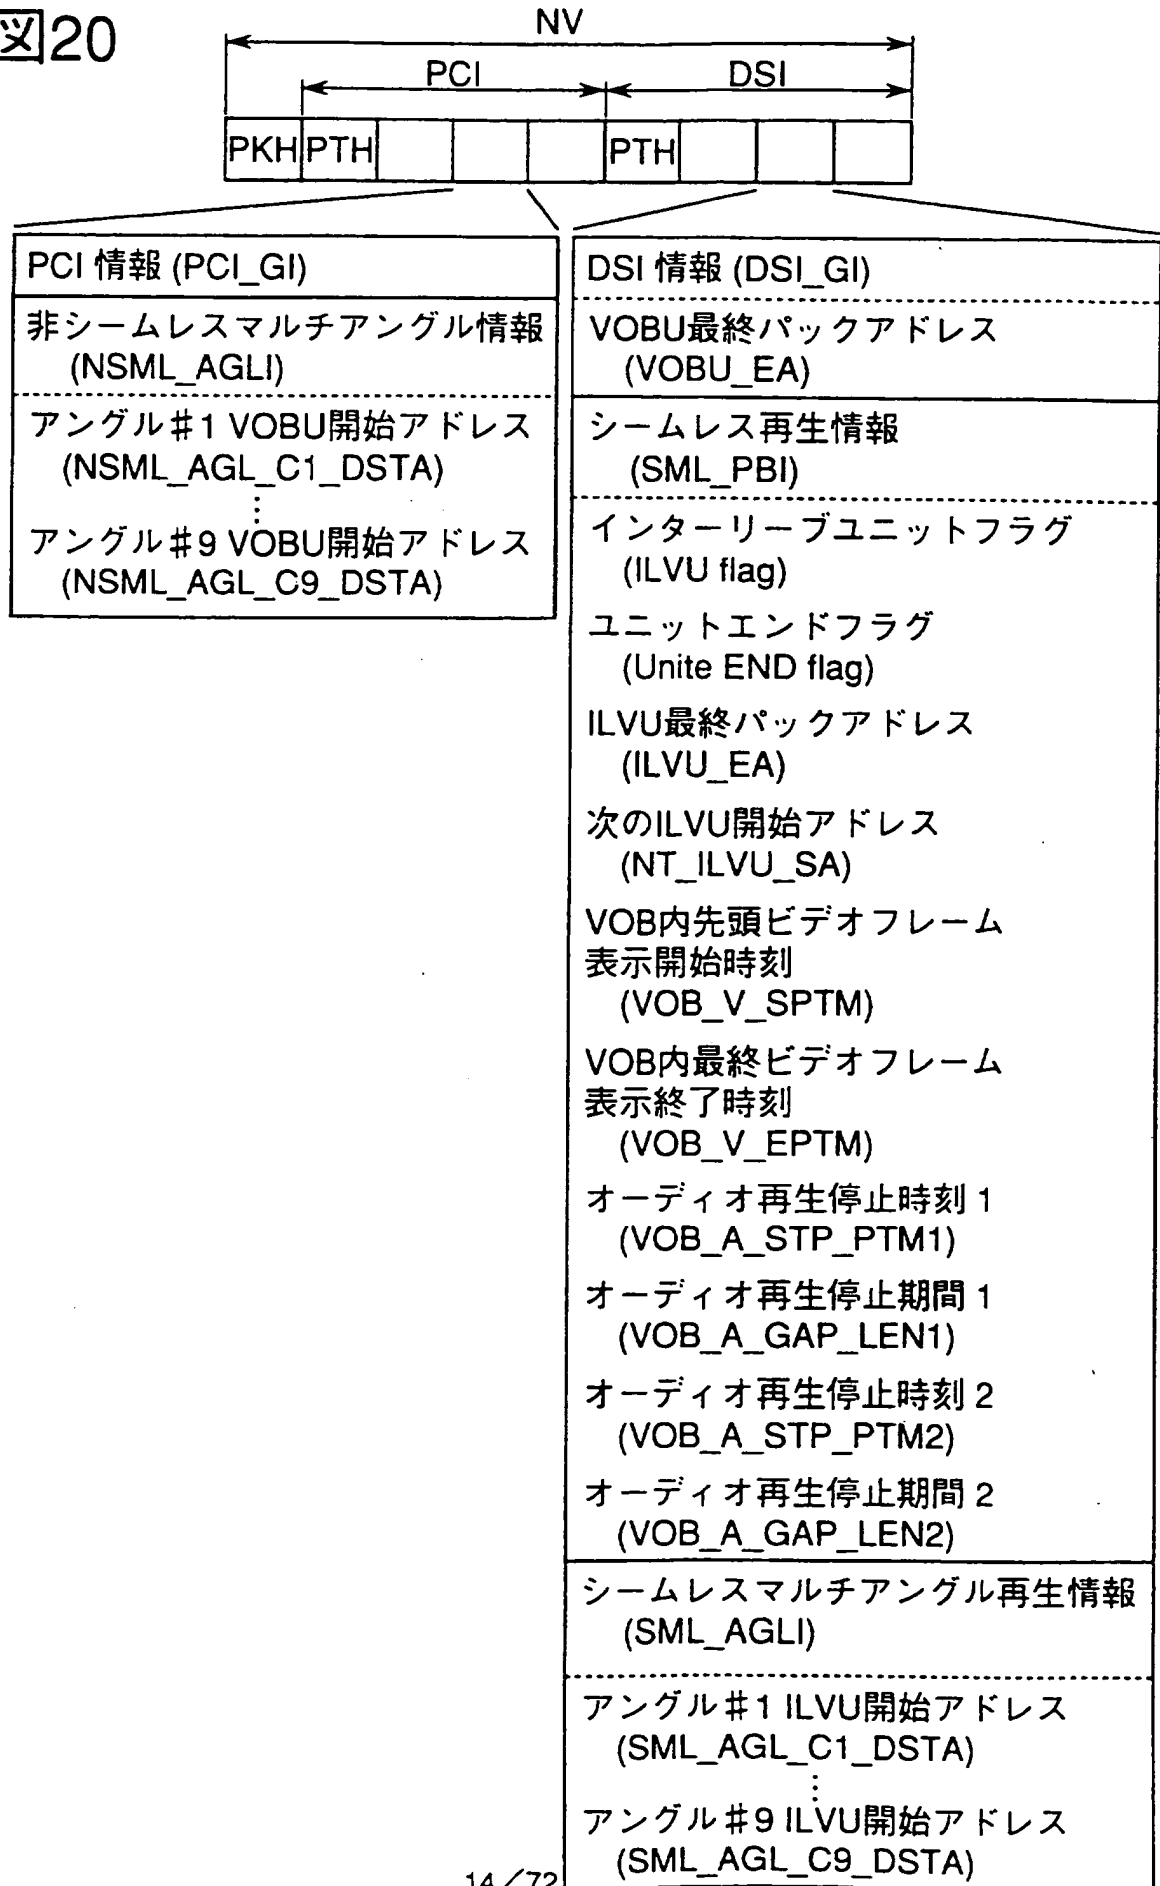 図20
NV
PCI
DSI
PKH
PTH
PTH
PCI 情報 (PCI_GI)
非シームレスマルチアングル情報
(NSML_AGLI)
アングル#1 VOBU開始アドレス
(NSML_AGL_C1_DSTA)
⋮
アングル#9 VOBU開始アドレス
(NSML_AGL_C9_DSTA)
DSI 情報 (DSI_GI)
VOBU最終パックアドレス
(VOBU_EA)
シームレス再生情報
(SML_PBI)
インターリーブユニットフラグ
(ILVU flag)
ユニットエンドフラグ
(Unite END flag)
ILVU最終パックアドレス
(ILVU_EA)
次のILVU開始アドレス
(NT_ILVU_SA)
VOB内先頭ビデオフレーム
表示開始時刻
(VOB_V_SPTM)
VOB内最終ビデオフレーム
表示終了時刻
(VOB_V_EPTM)
オーディオ再生停止時刻 1
(VOB_A_STP_PTM1)
オーディオ再生停止期間 1
(VOB_A_GAP_LEN1)
オーディオ再生停止時刻 2
(VOB_A_STP_PTM2)
オーディオ再生停止期間 2
(VOB_A_GAP_LEN2)
シームレスマルチアングル再生情報
(SML_AGLI)
アングル#1 ILVU開始アドレス
(SML_AGL_C1_DSTA)
⋮
アングル#9 ILVU開始アドレス
(SML_AGL_C9_DSTA)
14/72